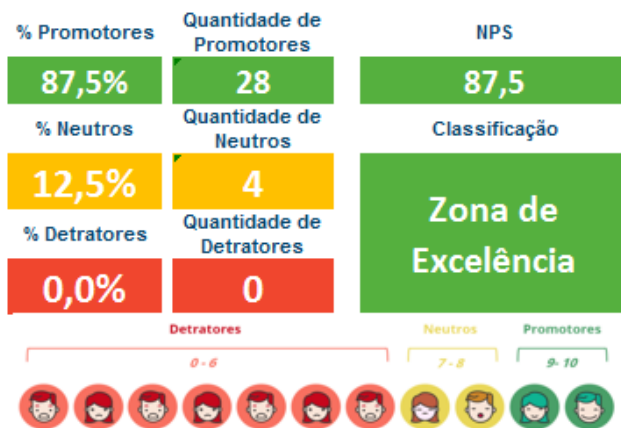 % Promotores
Quantidade de
Promotores
NPS
87,5%
28
87,5
% Neutros
Quantidade de
Neutros
Classificação
12,5%
4
Zona de
Excelência
% Detratores
Quantidade de
Detratores
0,0%
0
Detratores
Neutros
Promotores
0 - 6
7 - 8
9- 10